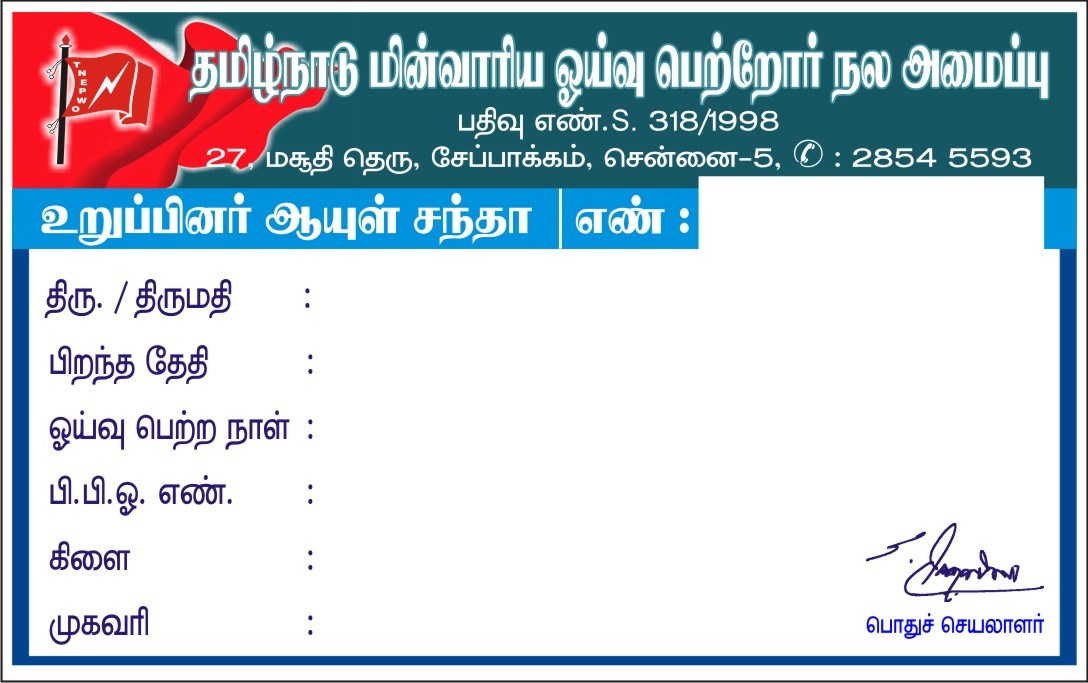 TNEPWO
தமிழ்நாடு மின்வாரிய ஓய்வு பெற்றோர் நல அமைப்பு
பதிவு எண்.S. 318/1998
27, மசூதி தெரு, சேப்பாக்கம், சென்னை-5, ✆ : 2854 5593
உறுப்பினர் ஆயுள் சந்தா எண் :
திரு. / திருமதி :
பிறந்த தேதி :
ஓய்வு பெற்ற நாள் :
பி.பி.ஓ. எண். :
கிளை :
முகவரி :
பொதுச் செயலாளர்